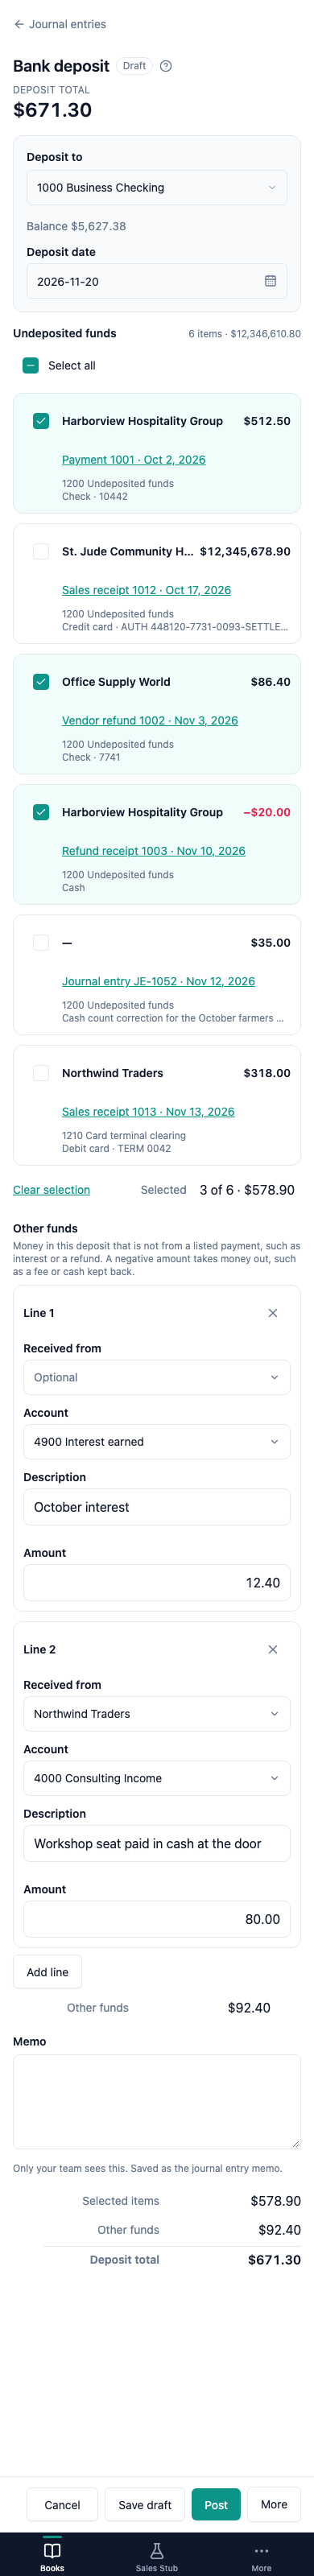 Journal entries
Bank deposit Draft
DEPOSIT TOTAL
$671.30
Deposit to
1000 Business Checking
Balance $5,627.38
Deposit date
2026-11-20
Undeposited funds 6 items · $12,346,610.80
Select all
Harborview Hospitality Group $512.50
Payment 1001 · Oct 2, 2026
1200 Undeposited funds
Check · 10442
St. Jude Community H... $12,345,678.90
Sales receipt 1012 · Oct 17, 2026
1200 Undeposited funds
Credit card · AUTH 448120-7731-0093-SETTLE...
Office Supply World $86.40
Vendor refund 1002 · Nov 3, 2026
1200 Undeposited funds
Check · 7741
Harborview Hospitality Group −$20.00
Refund receipt 1003 · Nov 10, 2026
1200 Undeposited funds
Cash
— $35.00
Journal entry JE-1052 · Nov 12, 2026
1200 Undeposited funds
Cash count correction for the October farmers ...
Northwind Traders $318.00
Sales receipt 1013 · Nov 13, 2026
1210 Card terminal clearing
Debit card · TERM 0042
Clear selection Selected 3 of 6 · $578.90
Other funds
Money in this deposit that is not from a listed payment, such as
interest or a refund. A negative amount takes money out, such
as a fee or cash kept back.
Line 1
Received from
Optional
Account
4900 Interest earned
Description
October interest
Amount
12.40
Line 2
Received from
Northwind Traders
Account
4000 Consulting Income
Description
Workshop seat paid in cash at the door
Amount
80.00
Add line
Other funds $92.40
Memo
Only your team sees this. Saved as the journal entry memo.
Selected items $578.90
Other funds $92.40
Deposit total $671.30
Cancel Save draft Post More
Books Sales Stub More